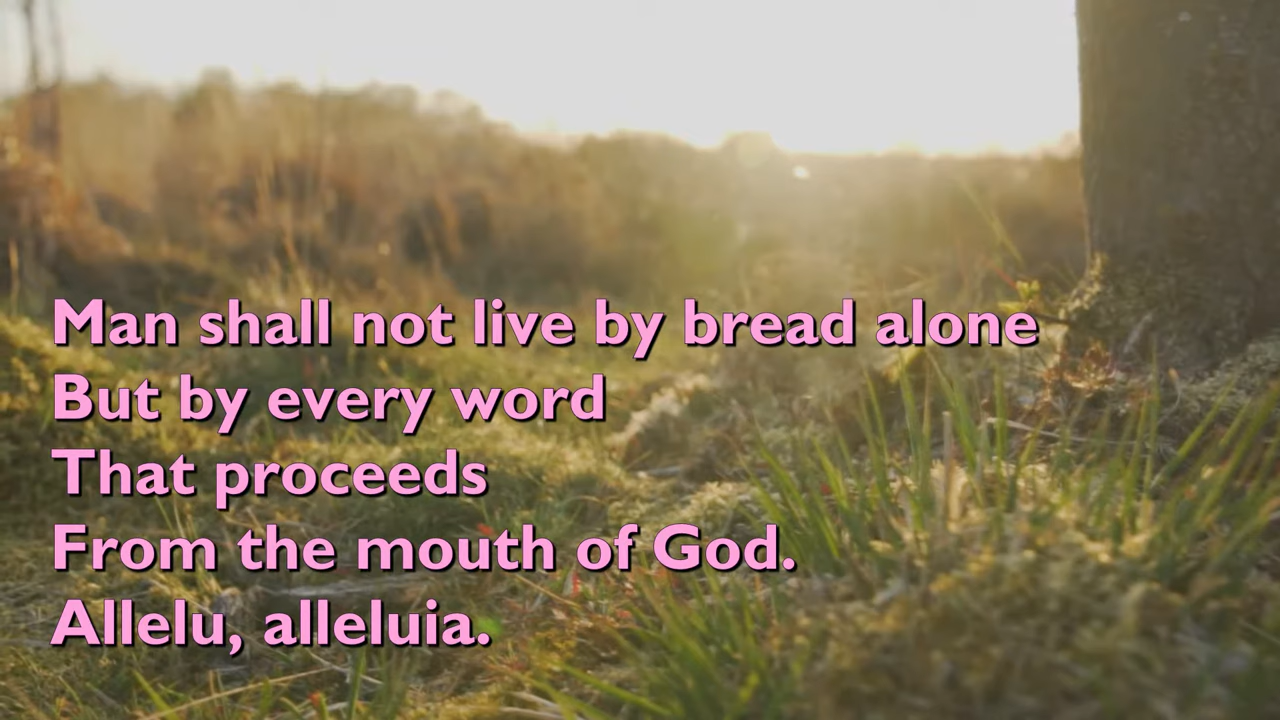 Man shall not live by bread alone
But by every word
That proceeds
From the mouth of God.
Allelu, alleluia.